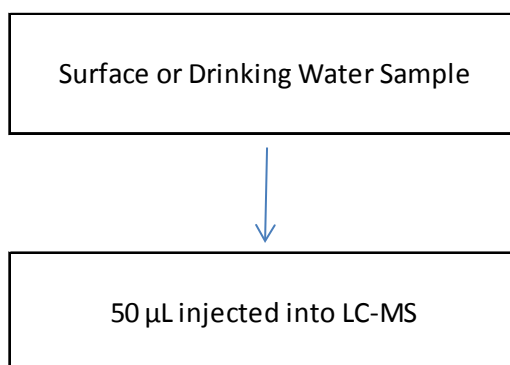 Surface or Drinking Water Sample
50 µL injected into LC-MS